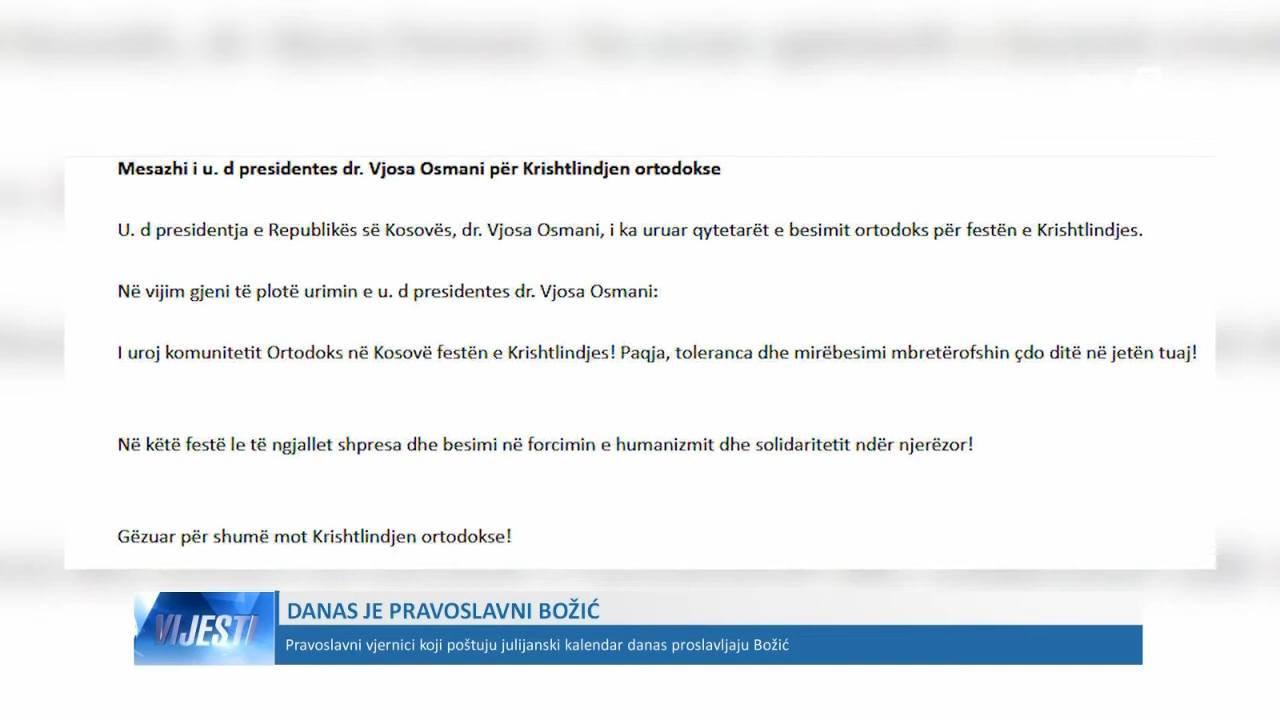 Mesazhi i u. d presidentes dr. Vjosa Osmani për Krishtlindjen ortodokse
U. d presidentja e Republikës së Kosovës, dr. Vjosa Osmani, i ka uruar qytetarët e besimit ortodoks për festën e Krishtlindjes.
Në vijim gjeni të plotë urimin e u. d presidentes dr. Vjosa Osmani:
I uroj komunitetit Ortodoks në Kosovë festën e Krishtlindjes! Paqja, toleranca dhe mirëbesimi mbretërofshin çdo ditë në jetën tuaj!
Në këtë festë le të ngjallet shpresa dhe besimi në forcimin e humanizmit dhe solidaritetit ndër njerëzor!
Gëzuar për shumë mot Krishtlindjen ortodokse!
VIJESTI
DANAS JE PRAVOSLAVNI BOŽIĆ
Pravoslavni vjernici koji poštuju julijanski kalendar danas proslavljaju Božić